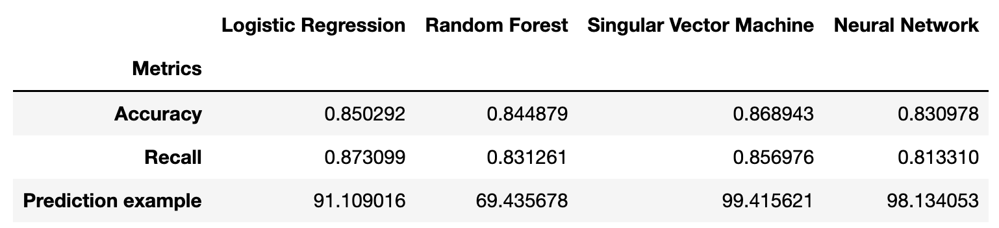 Logistic Regression Random Forest Singular Vector Machine Neural Network
Metrics
Accuracy 0.850292 0.844879 0.868943 0.830978
Recall 0.873099 0.831261 0.856976 0.813310
Prediction example 91.109016 69.435678 99.415621 98.134053